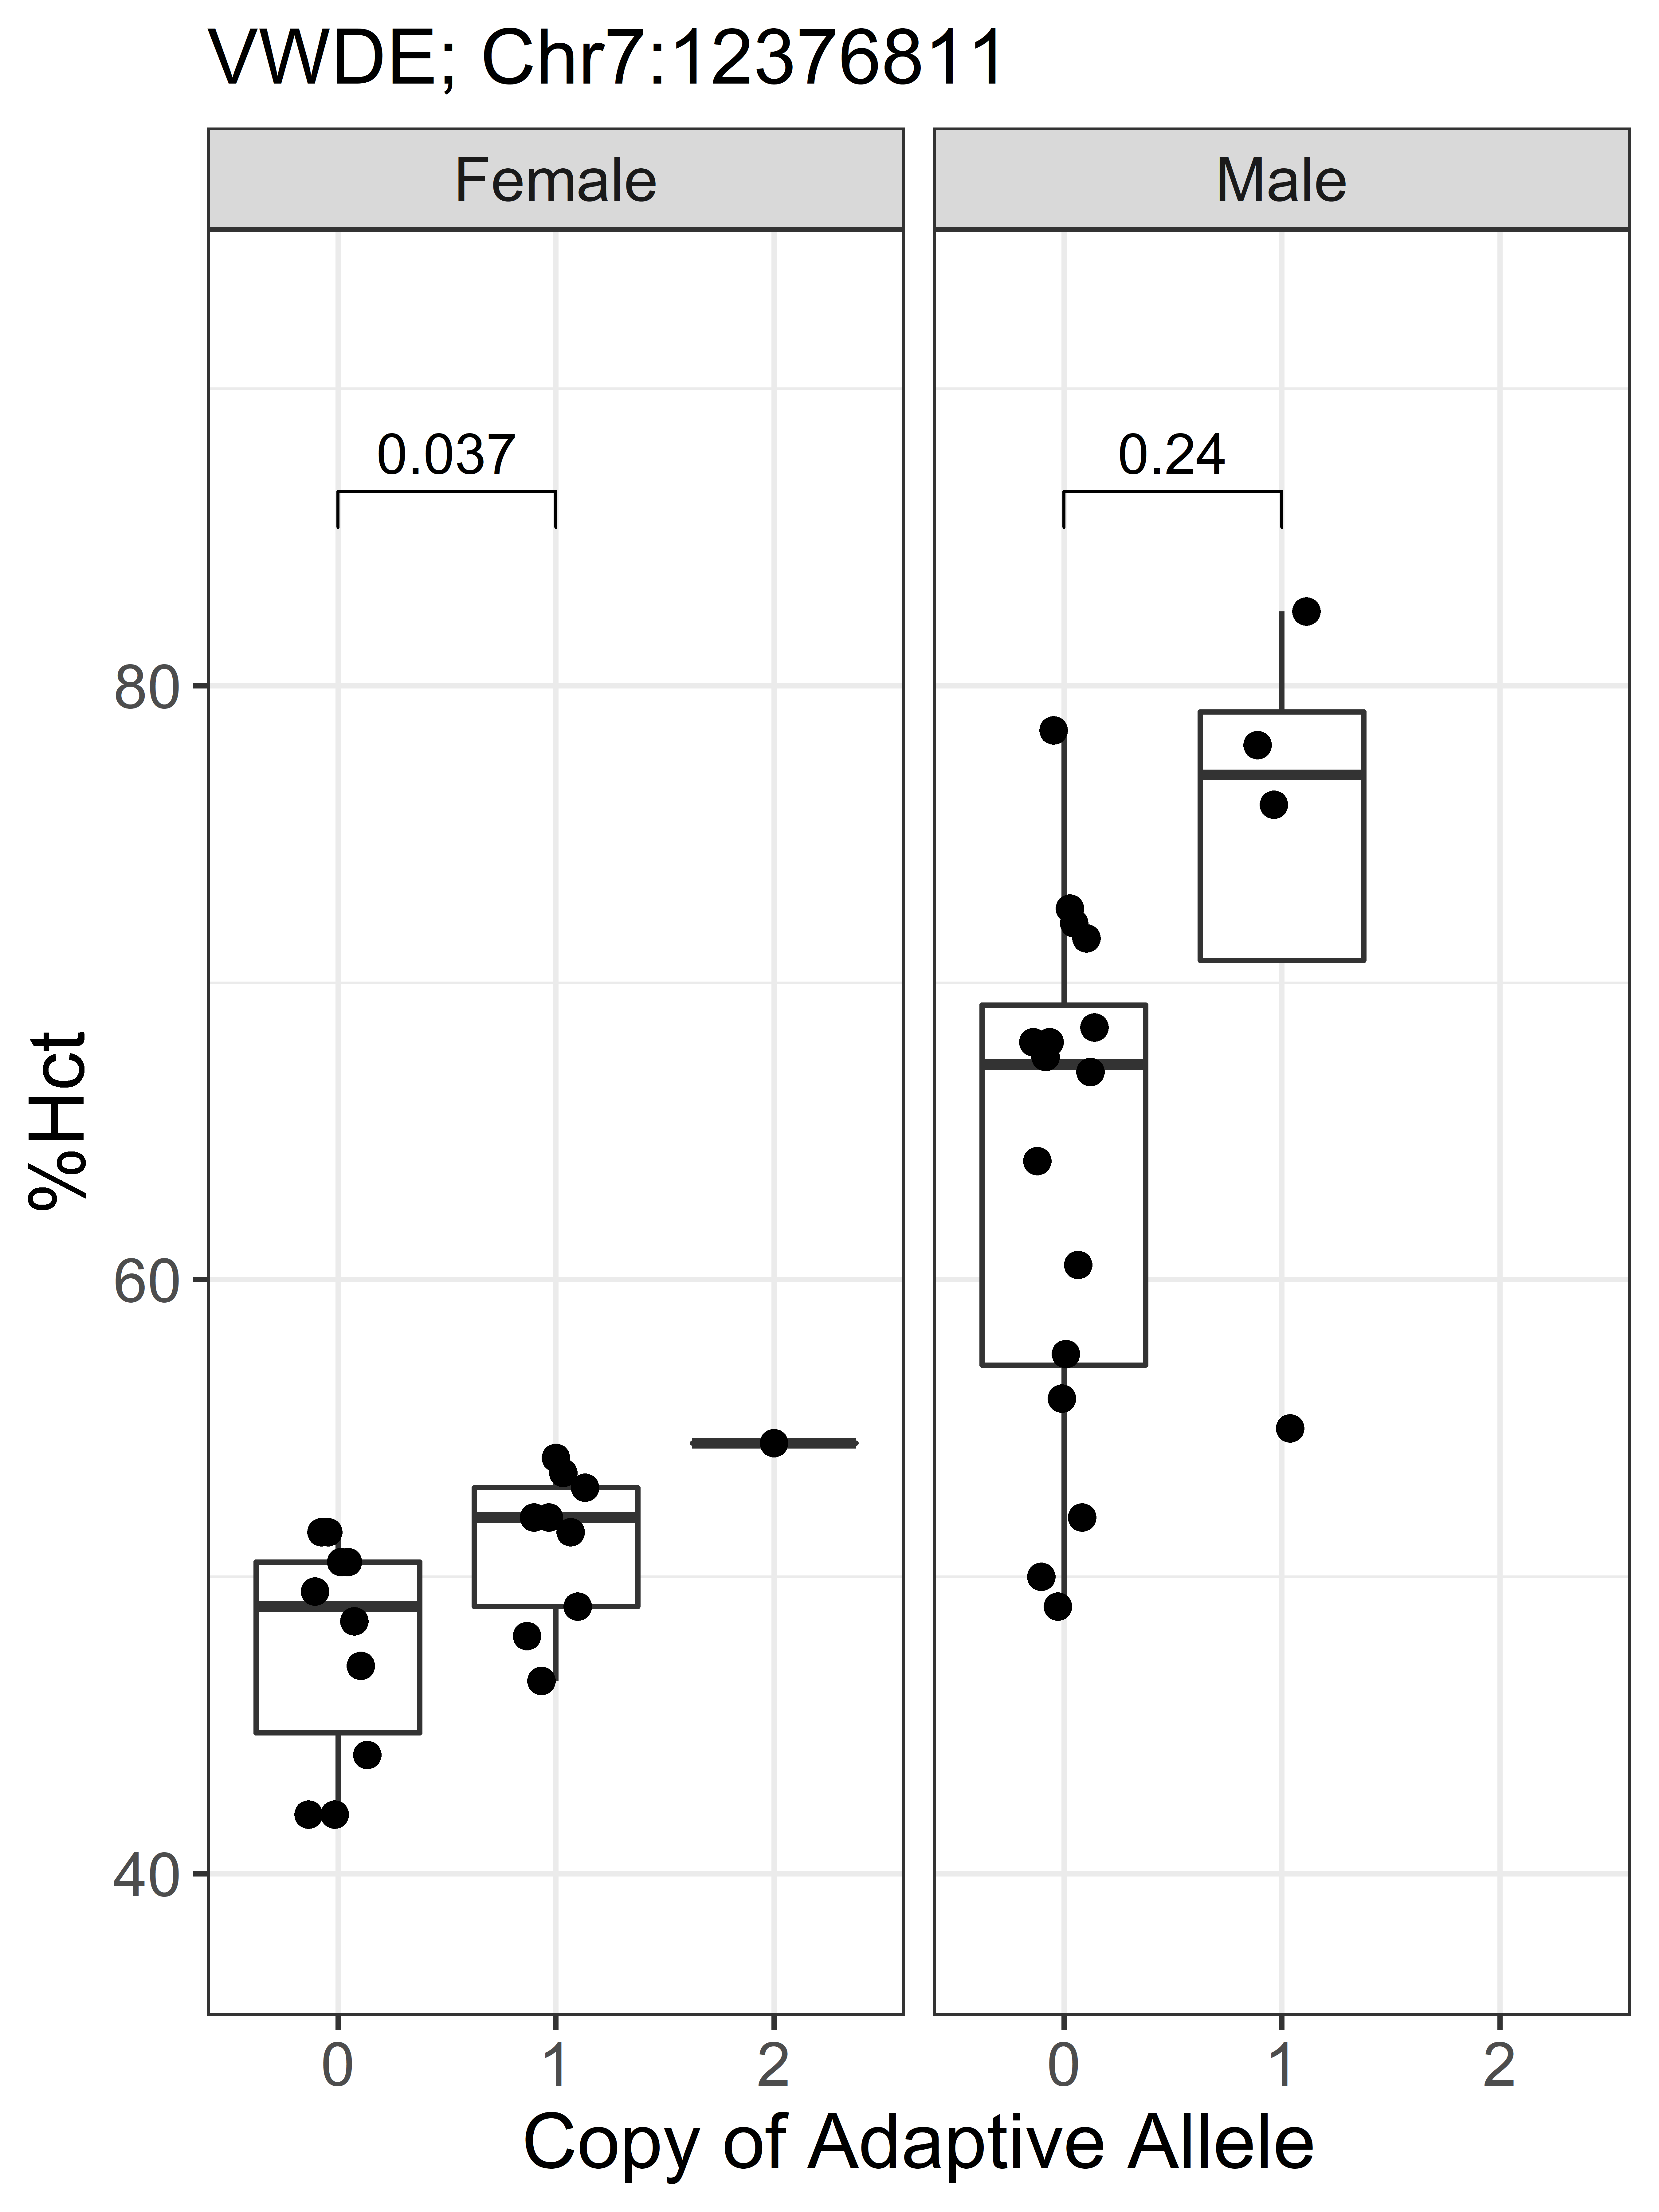 VWDE; Chr7:12376811
Female
Male
0.037
0.24
80
60
40
%Hct
0 1 2
0 1 2
Copy of Adaptive Allele